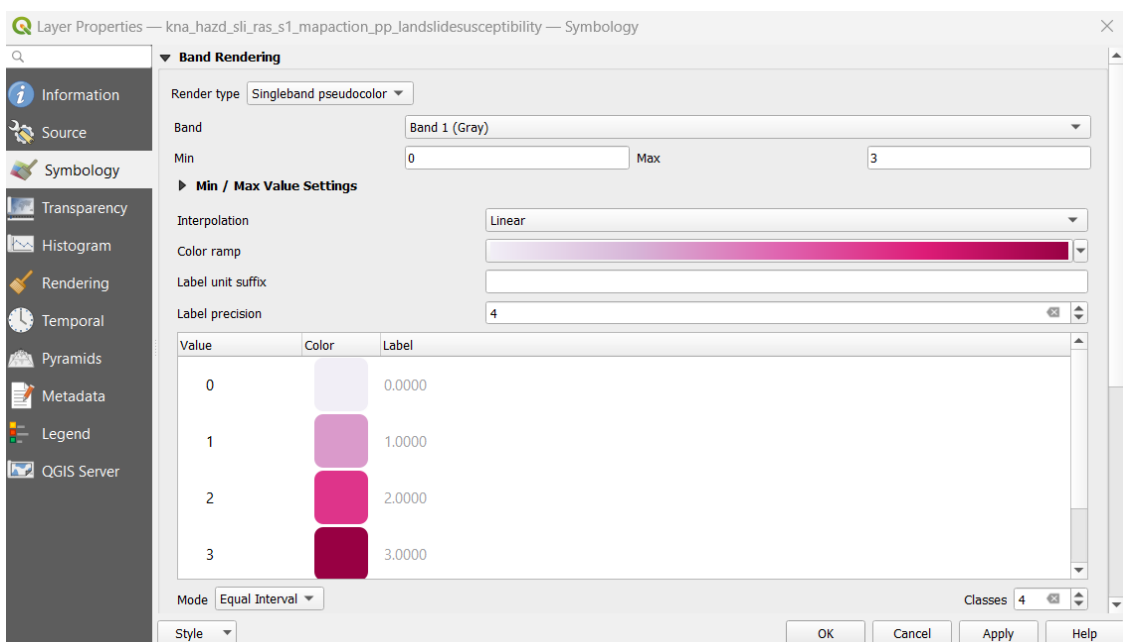 Layer Properties — kna_hazd_sli_ras_s1_mapaction_pp_landslidesusceptibility — Symbology
Information
Source
Symbology
Transparency
Histogram
Rendering
Temporal
Pyramids
Metadata
Legend
QGIS Server
Band Rendering
Render type Singleband pseudocolor
Band Band 1 (Gray)
Min 0 Max 3
Min / Max Value Settings
Interpolation Linear
Color ramp
Label unit suffix
Label precision 4
Value Color Label
0 0.0000
1 1.0000
2 2.0000
3 3.0000
Mode Equal Interval Classes 4
Style OK Cancel Apply Help